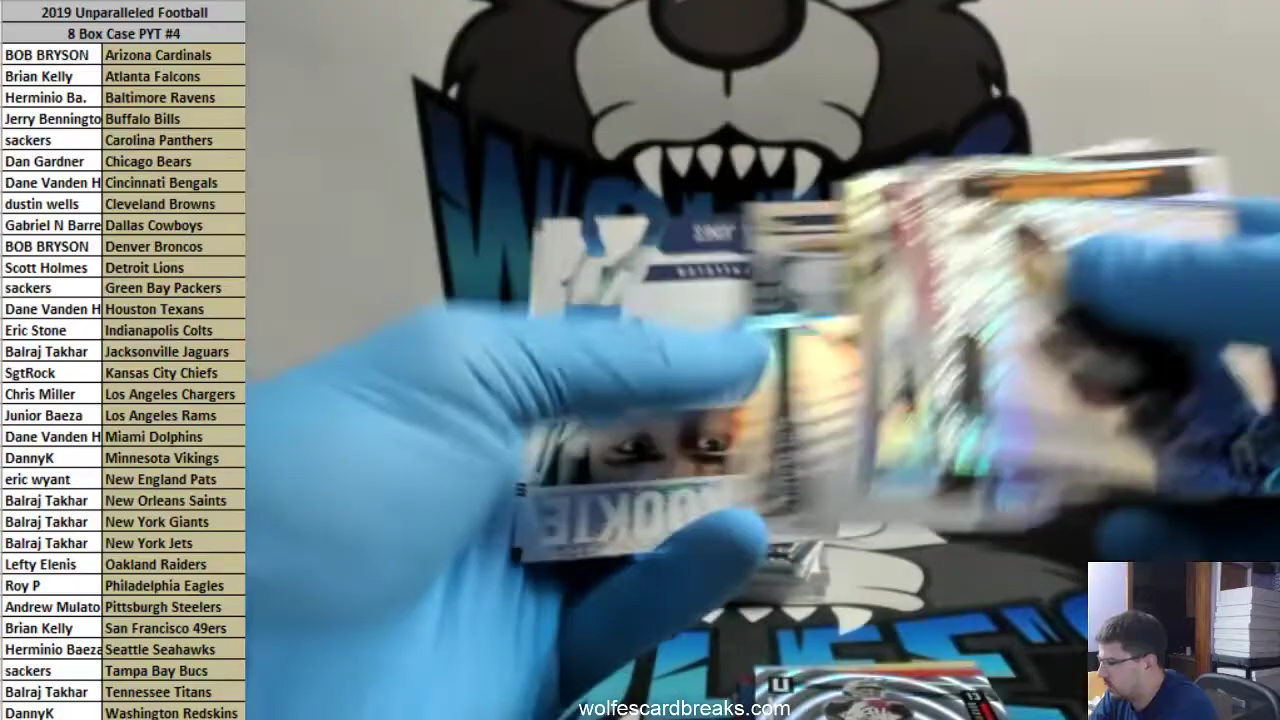 2019 Unparalleled Football
8 Box Case PYT #4
BOB BRYSON Arizona Cardinals
Brian Kelly Atlanta Falcons
Herminio Ba. Baltimore Ravens
Jerry Benningto Buffalo Bills
sackers Carolina Panthers
Dan Gardner Chicago Bears
Dane Vanden H Cincinnati Bengals
dustin wells Cleveland Browns
Gabriel N Barre Dallas Cowboys
BOB BRYSON Denver Broncos
Scott Holmes Detroit Lions
sackers Green Bay Packers
Dane Vanden H Houston Texans
Eric Stone Indianapolis Colts
Balraj Takhar Jacksonville Jaguars
SgtRock Kansas City Chiefs
Chris Miller Los Angeles Chargers
Junior Baeza Los Angeles Rams
Dane Vanden H Miami Dolphins
DannyK Minnesota Vikings
eric wyant New England Pats
Balraj Takhar New Orleans Saints
Balraj Takhar New York Giants
Balraj Takhar New York Jets
Lefty Elenis Oakland Raiders
Roy P Philadelphia Eagles
Andrew Mulato Pittsburgh Steelers
Brian Kelly San Francisco 49ers
Herminio Baeza Seattle Seahawks
sackers Tampa Bay Bucs
Balraj Takhar Tennessee Titans
DannyK Washington Redskins
wolfescardbreaks.com